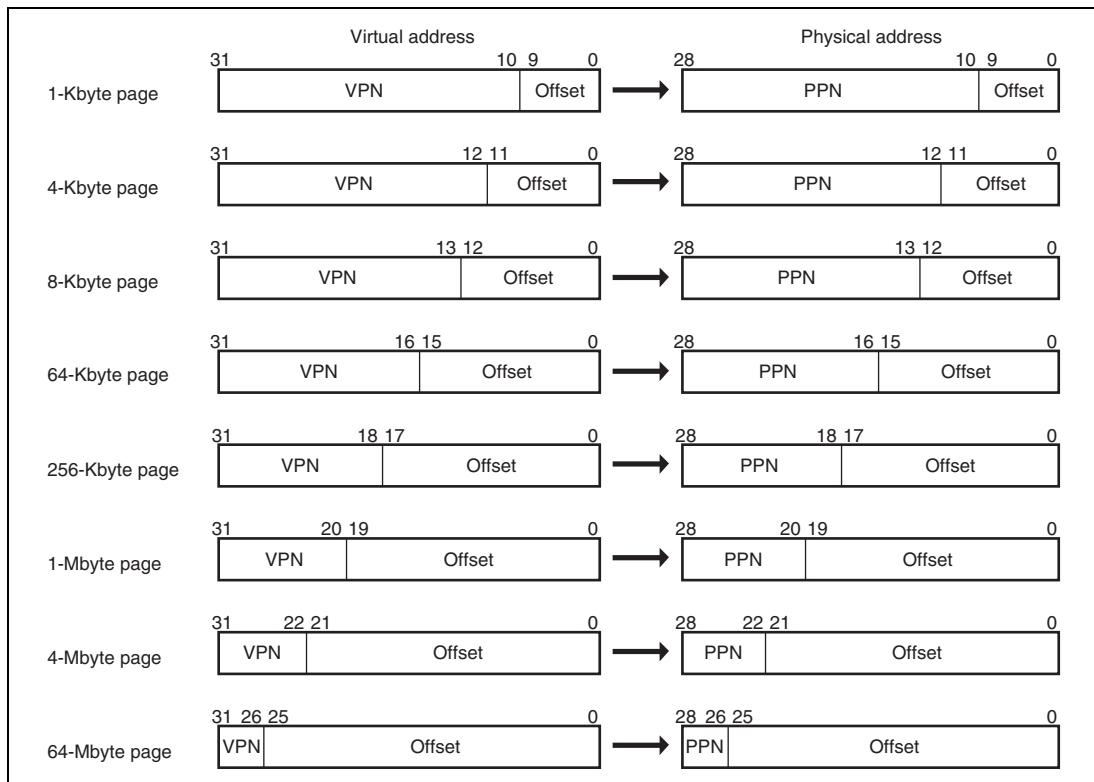 Virtual address Physical address
31 10 9 0 28 10 9 0
1-Kbyte page VPN Offset PPN Offset
31 12 11 0 28 12 11 0
4-Kbyte page VPN Offset PPN Offset
31 13 12 0 28 13 12 0
8-Kbyte page VPN Offset PPN Offset
31 16 15 0 28 16 15 0
64-Kbyte page VPN Offset PPN Offset
31 18 17 0 28 18 17 0
256-Kbyte page VPN Offset PPN Offset
31 20 19 0 28 20 19 0
1-Mbyte page VPN Offset PPN Offset
31 22 21 0 28 22 21 0
4-Mbyte page VPN Offset PPN Offset
31 26 25 0 28 26 25 0
64-Mbyte page VPN Offset PPN Offset